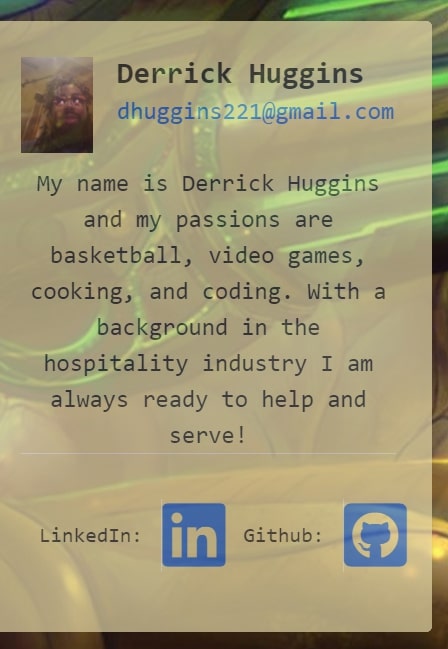 Derrick Huggins
dhuggins221@gmail.com
My name is Derrick Huggins
and my passions are
basketball, video games,
cooking, and coding. With a
background in the
hospitality industry I am
always ready to help and
serve!
LinkedIn: in Github: